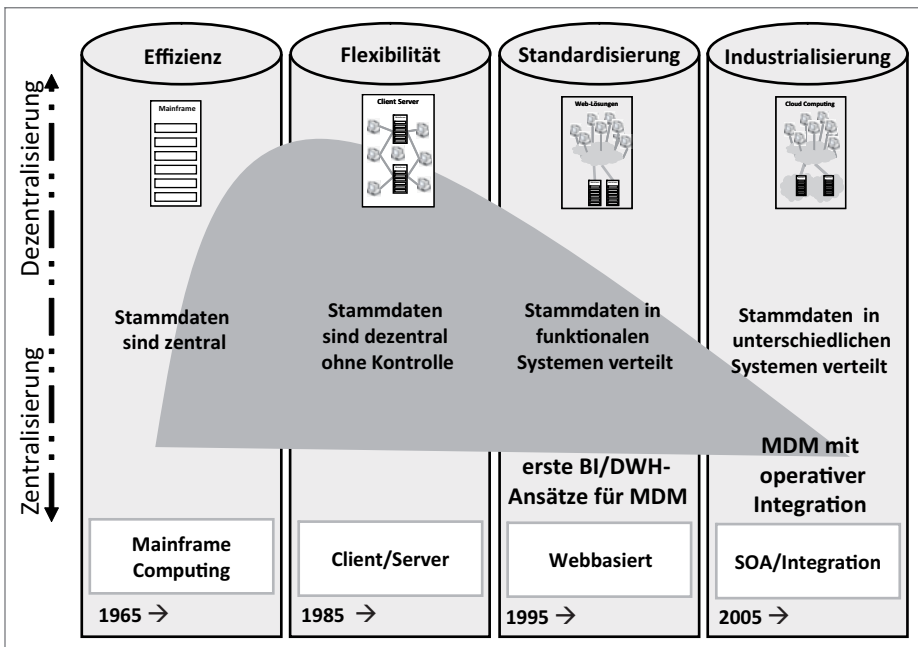 Effizienz
Flexibilität
Standardisierung
Industrialisierung
Dezentralisierung
Zentralisierung
Mainframe
Client Server
Web-Lösungen
Cloud Computing
Stammdaten
sind zentral
Stammdaten
sind dezentral
ohne Kontrolle
Stammdaten in
funktionalen
Systemen verteilt
Stammdaten in
unterschiedlichen
Systemen verteilt
erste BI/DWH-
Ansätze für MDM
MDM mit
operativer
Integration
Mainframe
Computing
Client/Server
Webbasiert
SOA/Integration
1965 →
1985 →
1995 →
2005 →